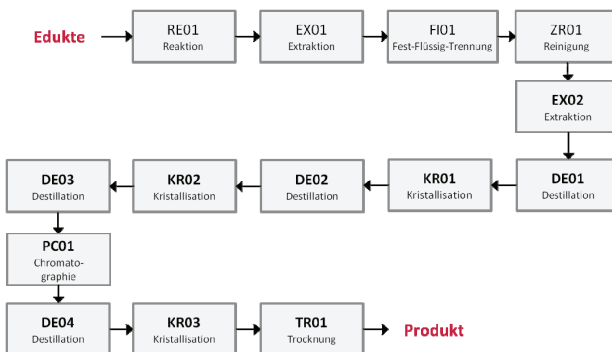 Edukte
RE01
Reaktion
EX01
Extraktion
FI01
Fest-Flüssig-Trennung
ZR01
Reinigung
EX02
Extraktion
DE03
Destillation
KR02
Kristallisation
DE02
Destillation
KR01
Kristallisation
DE01
Destillation
PC01
Chromato-
graphie
DE04
Destillation
KR03
Kristallisation
TR01
Trocknung
Produkt